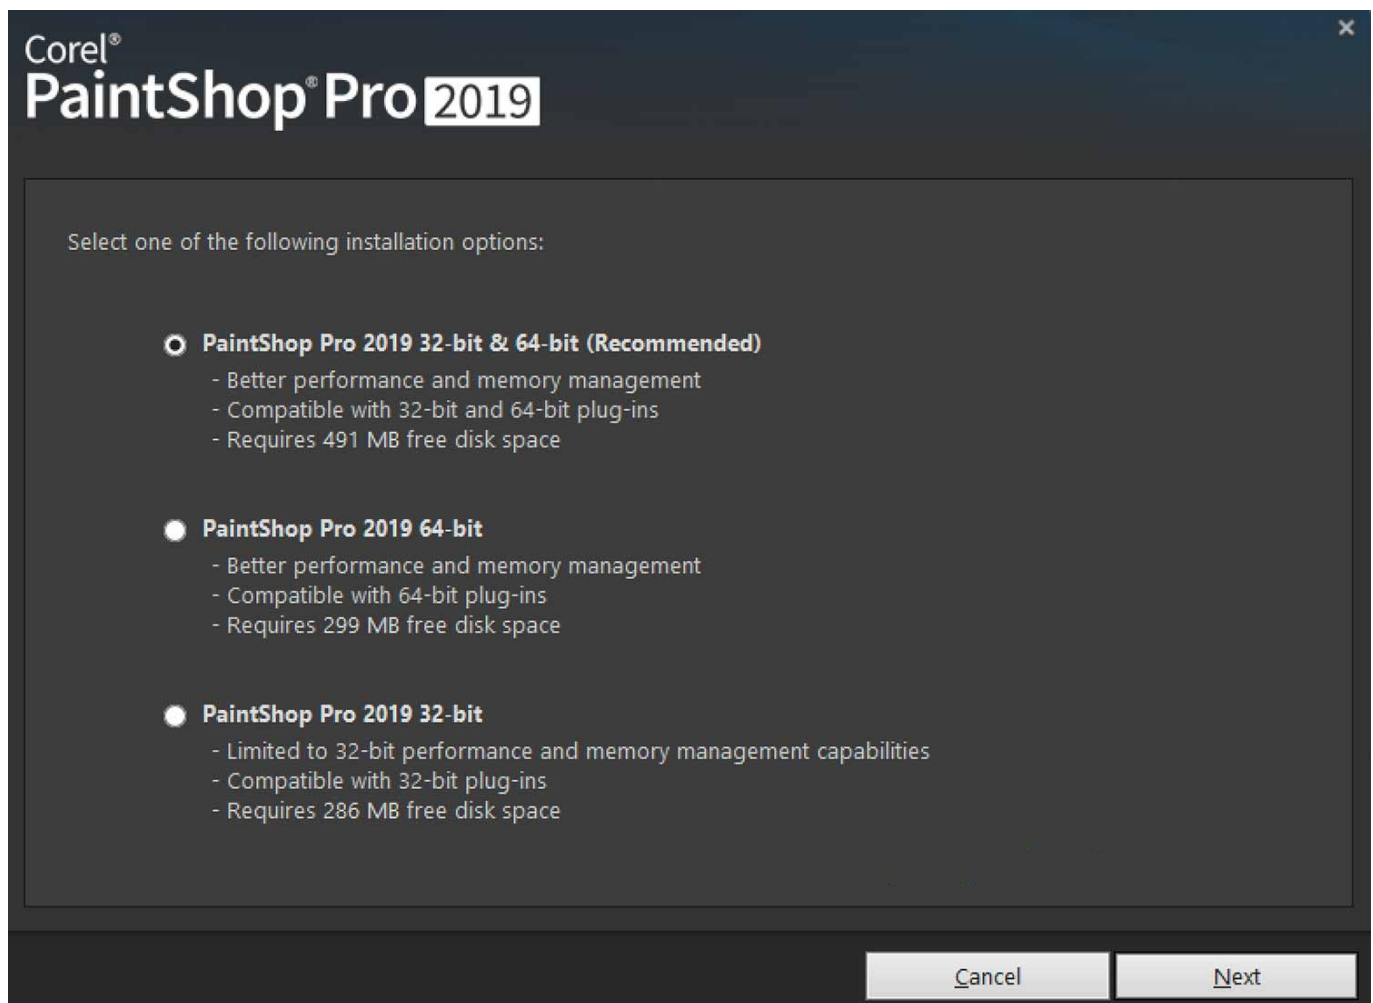 Corel®
PaintShop® Pro 2019
Select one of the following installation options:
PaintShop Pro 2019 32-bit & 64-bit (Recommended)
- Better performance and memory management
- Compatible with 32-bit and 64-bit plug-ins
- Requires 491 MB free disk space
PaintShop Pro 2019 64-bit
- Better performance and memory management
- Compatible with 64-bit plug-ins
- Requires 299 MB free disk space
PaintShop Pro 2019 32-bit
- Limited to 32-bit performance and memory management capabilities
- Compatible with 32-bit plug-ins
- Requires 286 MB free disk space
Cancel Next